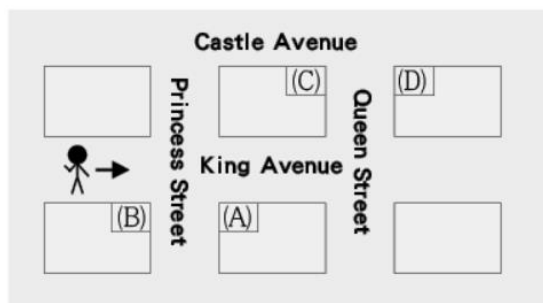 Castle Avenue
(C)
(D)
Princess Street
Queen Street
King Avenue
(B)
(A)